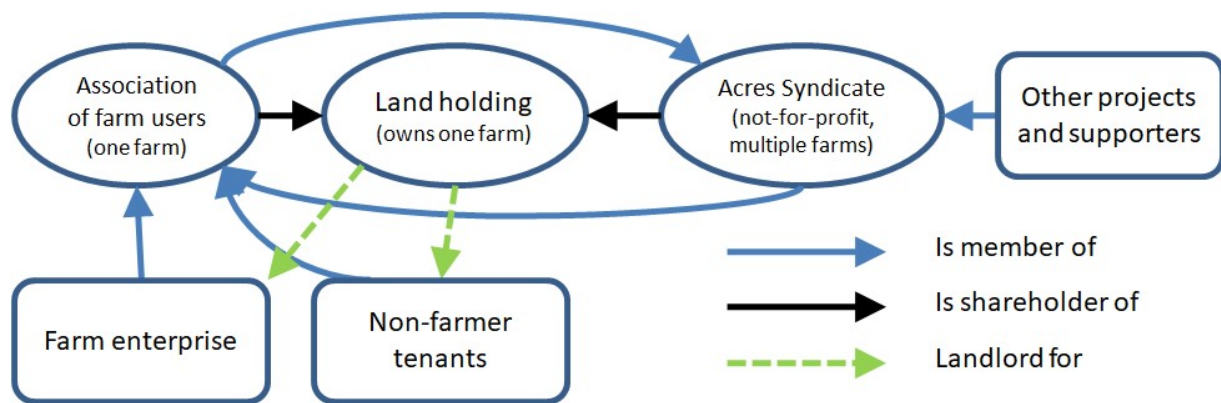 Association
of farm users
(one farm)
Land holding
(owns one farm)
Acres Syndicate
(not-for-profit,
multiple farms)
Other projects
and supporters
Farm enterprise
Non-farmer
tenants
Is member of
Is shareholder of
Landlord for